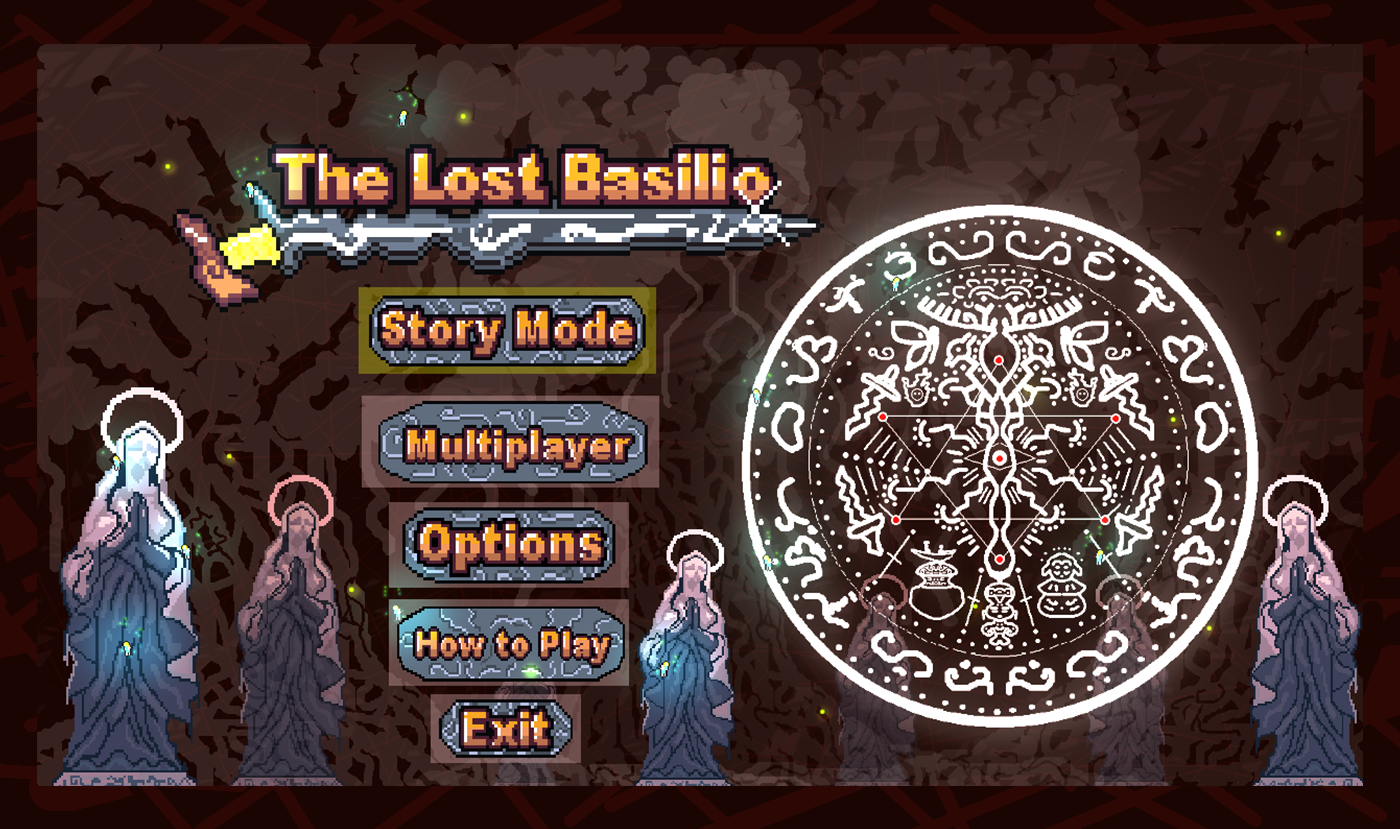 The Lost Basilio
Story Mode
Multiplayer
Options
How to Play
Exit